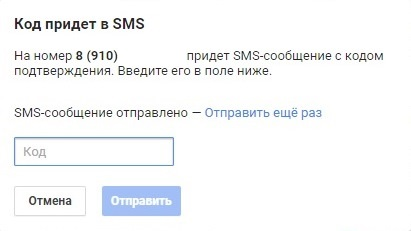 Код придет в SMS
На номер 8 (910) придет SMS-сообщение с кодом
подтверждения. Введите его в поле ниже.
SMS-сообщение отправлено — Отправить ещё раз
Код
Отмена Отправить